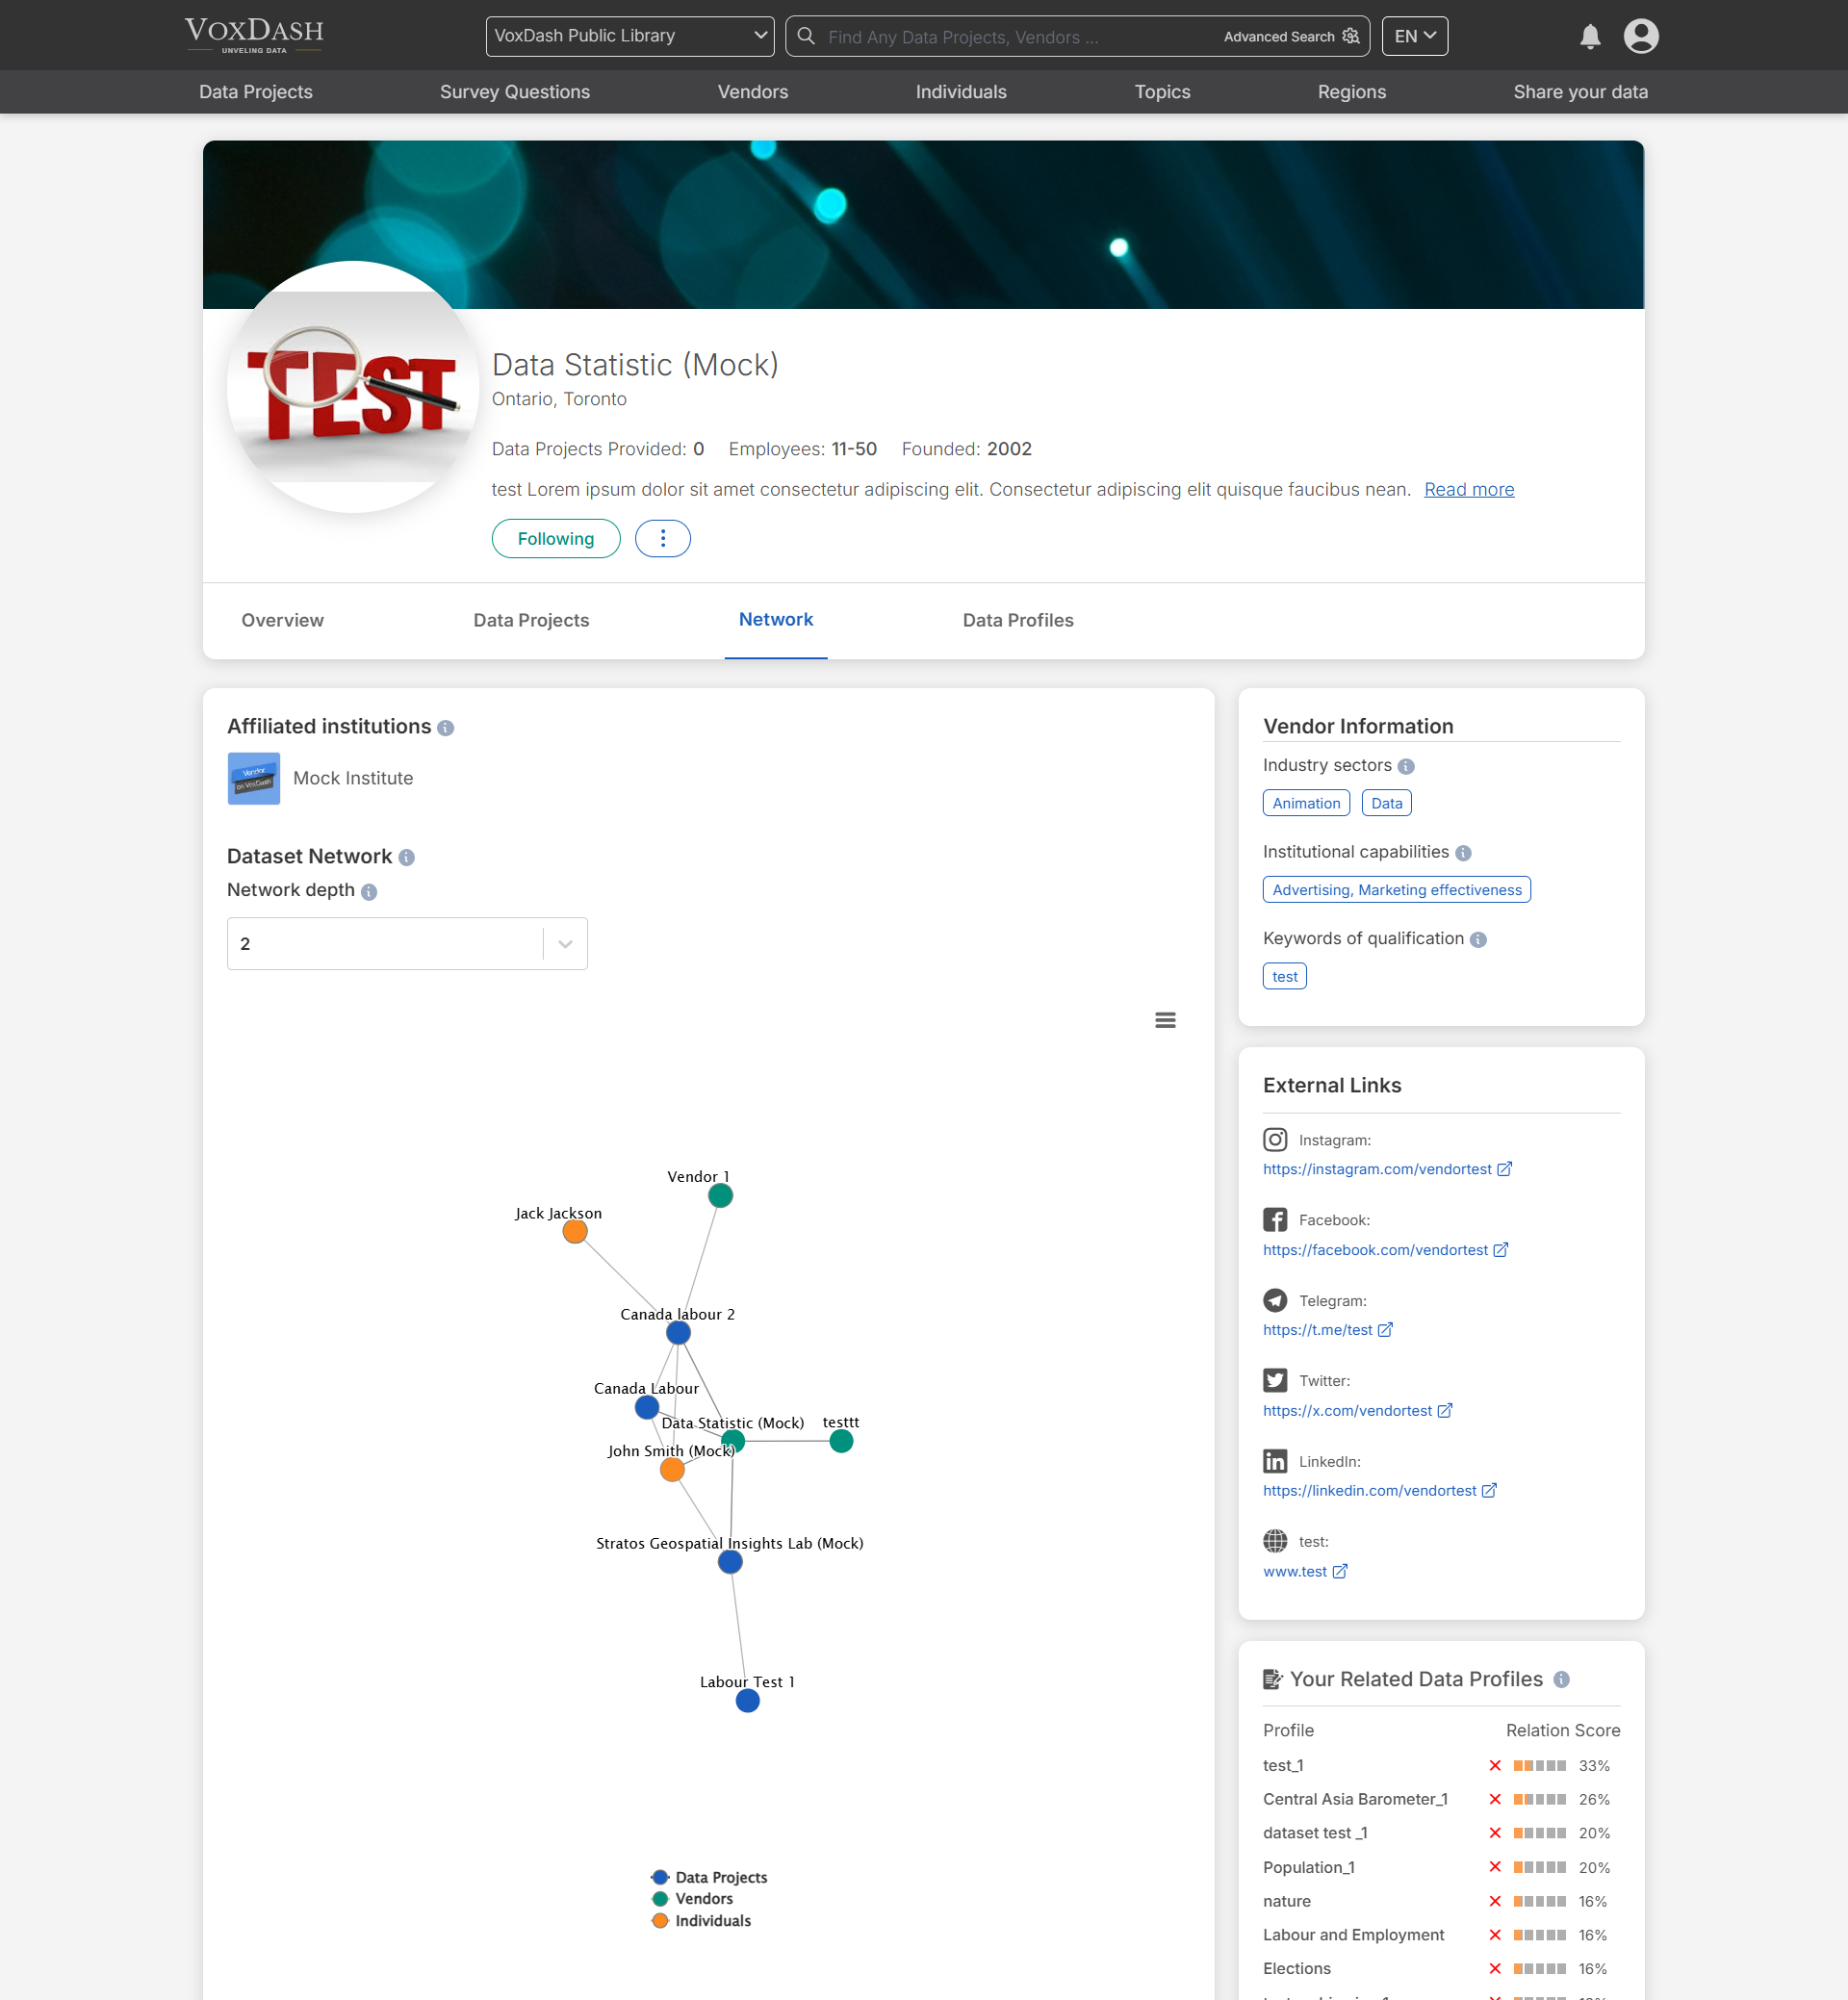 VOXDASH
UNVELING DATA
VoxDash Public Library
Find Any Data Projects, Vendors ...
Advanced Search
EN
Data Projects
Survey Questions
Vendors
Individuals
Topics
Regions
Share your data
TEST
Data Statistic (Mock)
Ontario, Toronto
Data Projects Provided: 0 Employees: 11-50 Founded: 2002
test Lorem ipsum dolor sit amet consectetur adipiscing elit. Consectetur adipiscing elit quisque faucibus nean. Read more
Following
Overview
Data Projects
Network
Data Profiles
Affiliated institutions
Vendor
on VoxDash
Mock Institute
Dataset Network
Network depth
2
Vendor 1
Jack Jackson
Canada labour 2
Canada Labour
Data Statistic (Mock)
testtt
John Smith (Mock)
Stratos Geospatial Insights Lab (Mock)
Labour Test 1
Data Projects
Vendors
Individuals
Vendor Information
Industry sectors
Animation
Data
Institutional capabilities
Advertising, Marketing effectiveness
Keywords of qualification
test
External Links
Instagram:
https://instagram.com/vendortest
Facebook:
https://facebook.com/vendortest
Telegram:
https://t.me/test
Twitter:
https://x.com/vendortest
LinkedIn:
https://linkedin.com/vendortest
test:
www.test
Your Related Data Profiles
Profile Relation Score
test_1 33%
Central Asia Barometer_1 26%
dataset test _1 20%
Population_1 20%
nature 16%
Labour and Employment 16%
Elections 16%